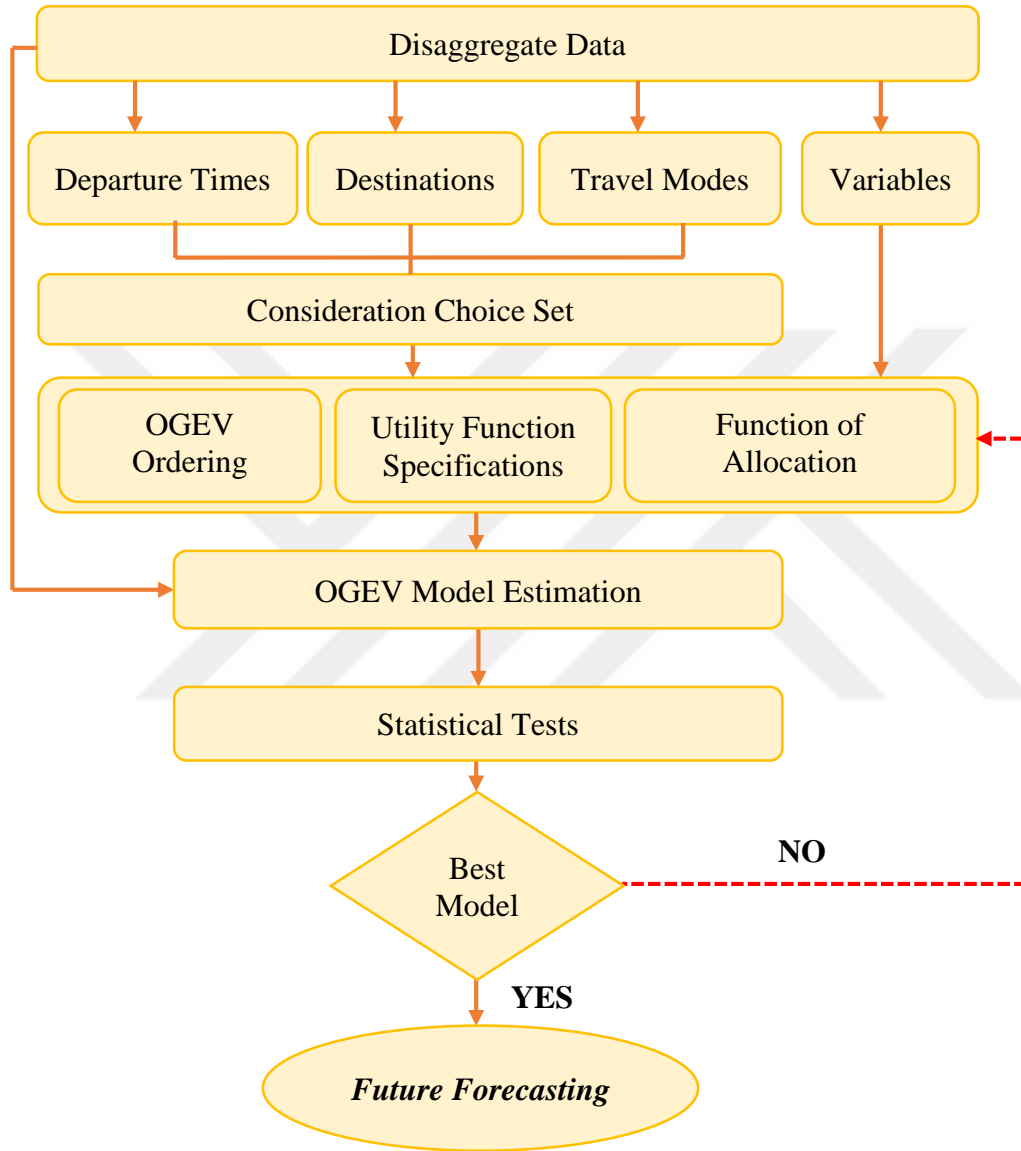 Disaggregate Data
Departure Times
Destinations
Travel Modes
Variables
Consideration Choice Set
OGEV
Ordering
Utility Function
Specifications
Function of
Allocation
OGEV Model Estimation
Statistical Tests
Best
Model
NO
YES
Future Forecasting